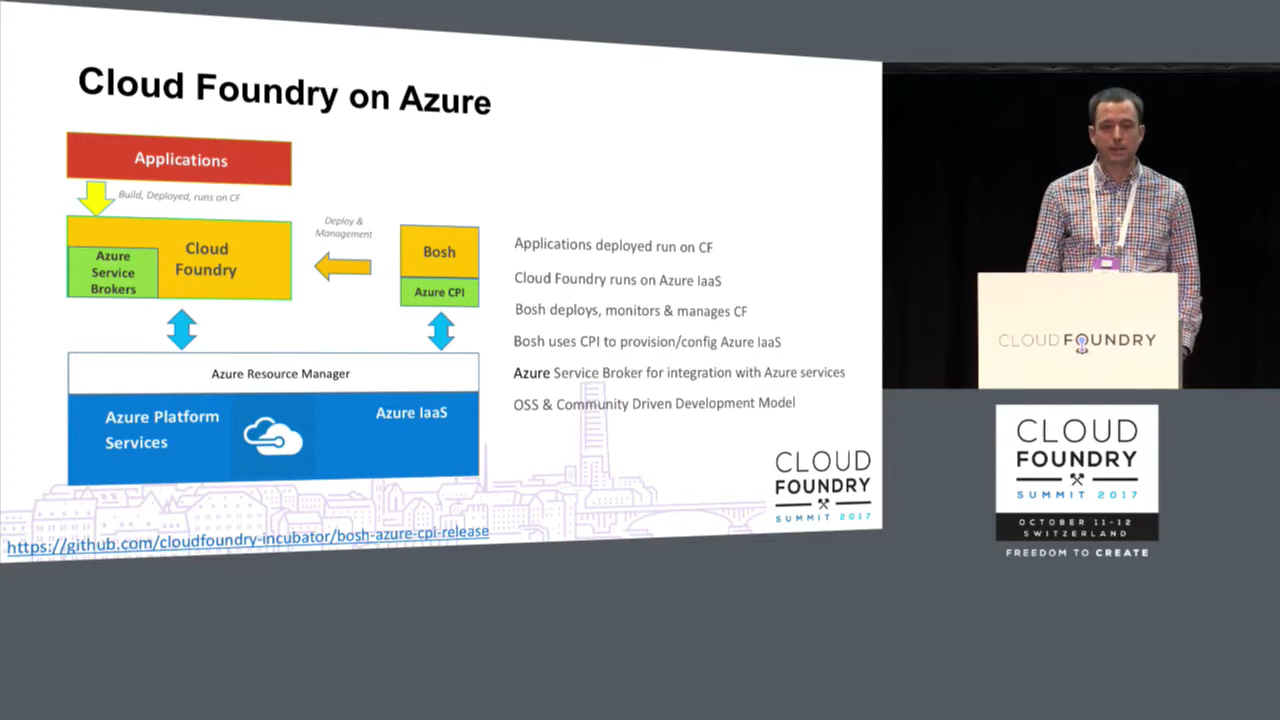 Cloud Foundry on Azure
Applications
Build, Deployed, runs on CF
Cloud
Foundry
Azure
Service
Brokers
Deploy &
Management
Bosh
Azure CPI
Azure Resource Manager
Azure Platform
Services
Azure IaaS
Applications deployed run on CF
Cloud Foundry runs on Azure IaaS
Bosh deploys, monitors & manages CF
Bosh uses CPI to provision/config Azure IaaS
Azure Service Broker for integration with Azure services
OSS & Community Driven Development Model
CLOUD
FOUNDRY
SUMMIT 2017
https://github.com/cloudfoundry-incubator/bosh-azure-cpi-release
CLOUD FOUNDRY
CLOUD
FOUNDRY
SUMMIT 2017
OCTOBER 11-12
SWITZERLAND
FREEDOM TO CREATE